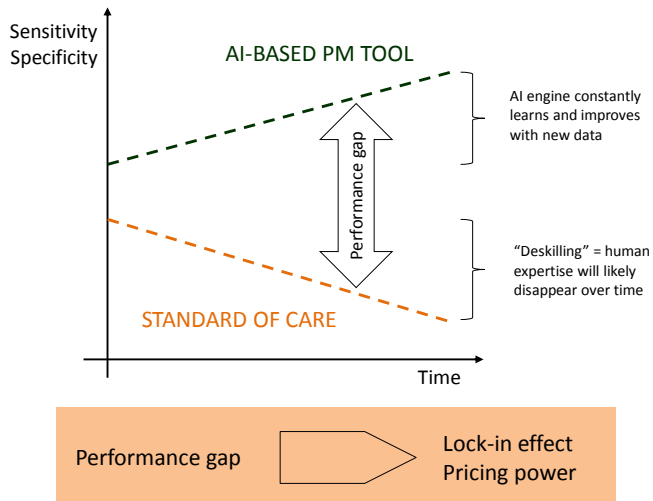 Sensitivity
Specificity
AI-BASED PM TOOL
AI engine constantly
learns and improves
with new data
Performance gap
“Deskilling” = human
expertise will likely
disappear over time
STANDARD OF CARE
Time
Performance gap
Lock-in effect
Pricing power